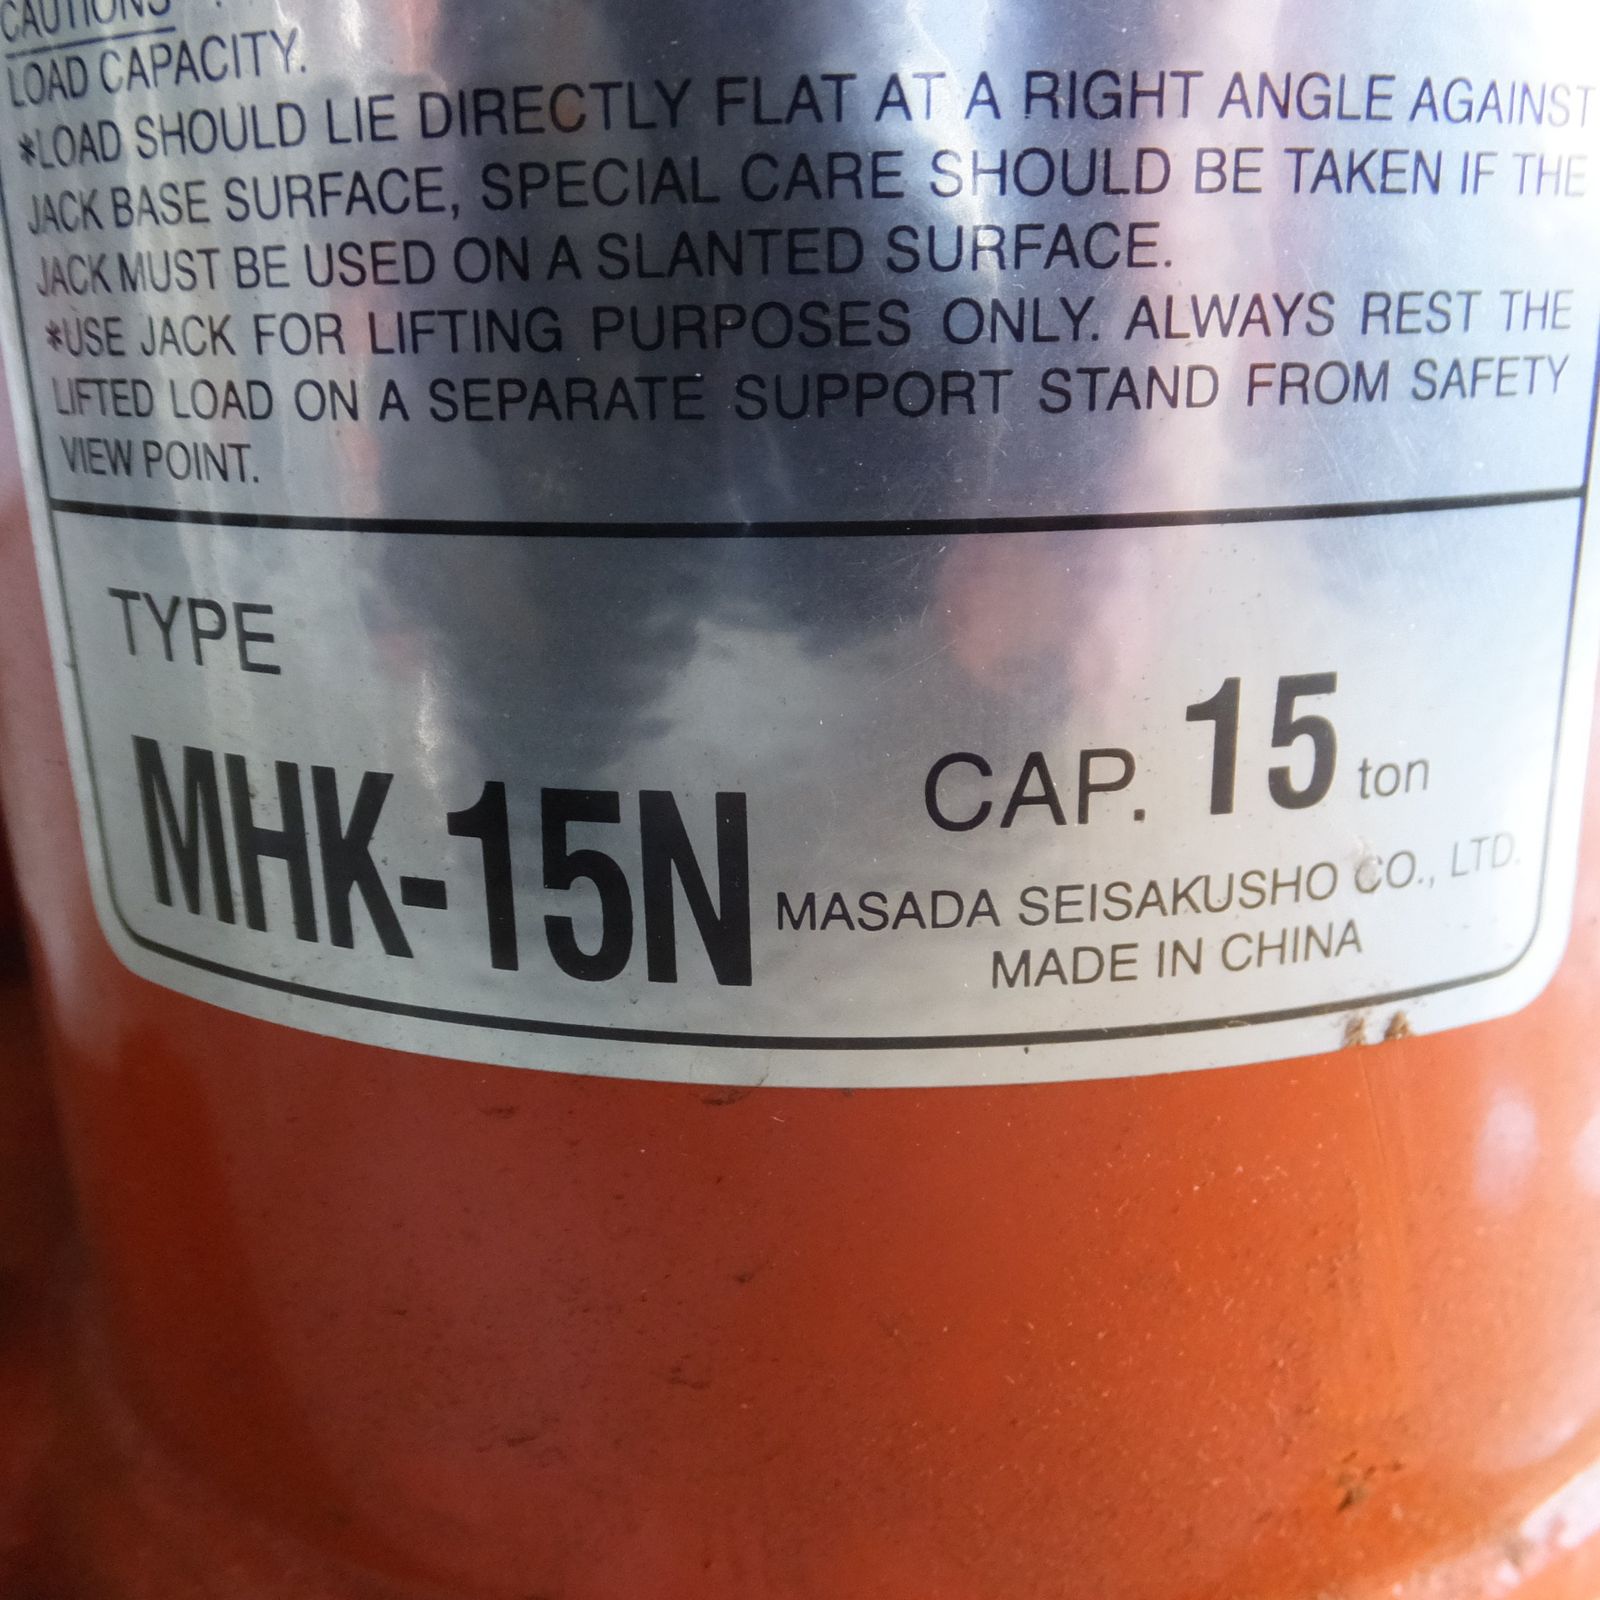 CAUTIONS
LOAD CAPACITY.
*LOAD SHOULD LIE DIRECTLY FLAT AT A RIGHT ANGLE AGAINST
JACK BASE SURFACE, SPECIAL CARE SHOULD BE TAKEN IF THE
JACK MUST BE USED ON A SLANTED SURFACE.
*USE JACK FOR LIFTING PURPOSES ONLY. ALWAYS REST THE
LIFTED LOAD ON A SEPARATE SUPPORT STAND FROM SAFETY
VIEW POINT.
TYPE
MHK-15N
CAP. 15 ton
MASADA SEISAKUSHO CO., LTD.
MADE IN CHINA